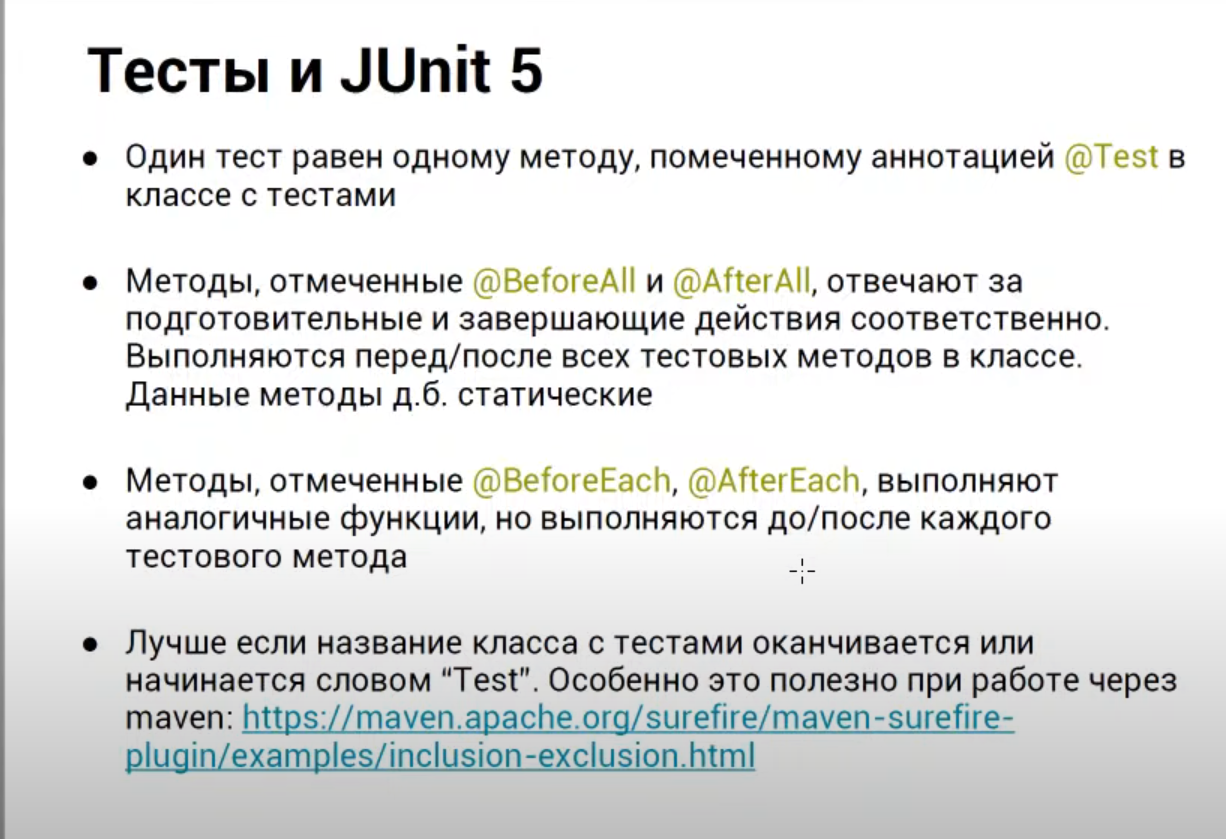 Тесты и JUnit 5
● Один тест равен одному методу, помеченному аннотацией @Test в
классе с тестами
● Методы, отмеченные @BeforeAll и @AfterAll, отвечают за
подготовительные и завершающие действия соответственно.
Выполняются перед/после всех тестовых методов в классе.
Данные методы д.б. статические
● Методы, отмеченные @BeforeEach, @AfterEach, выполняют
аналогичные функции, но выполняются до/после каждого
тестового метода
● Лучше если название класса с тестами оканчивается или
начинается словом “Test”. Особенно это полезно при работе через
maven: https://maven.apache.org/surefire/maven-surefire-
plugin/examples/inclusion-exclusion.html